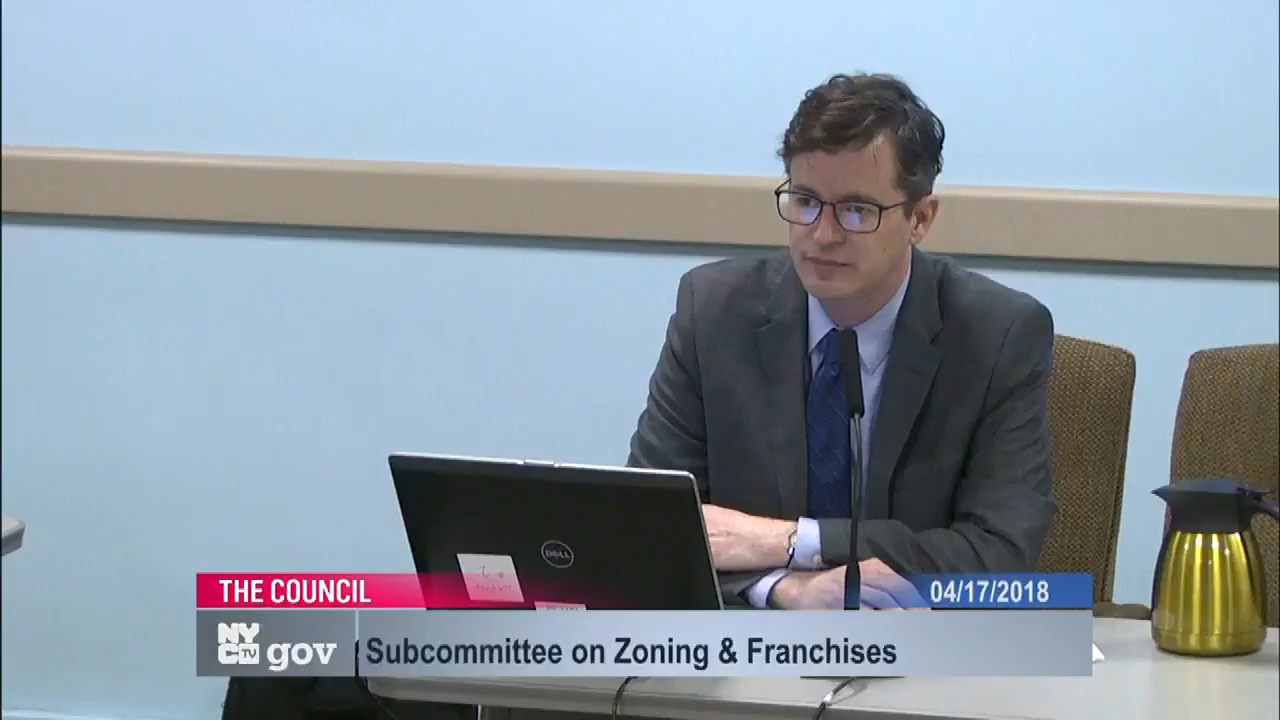 DELL
THE COUNCIL
04/17/2018
NYC
TV
gov
Subcommittee on Zoning & Franchises